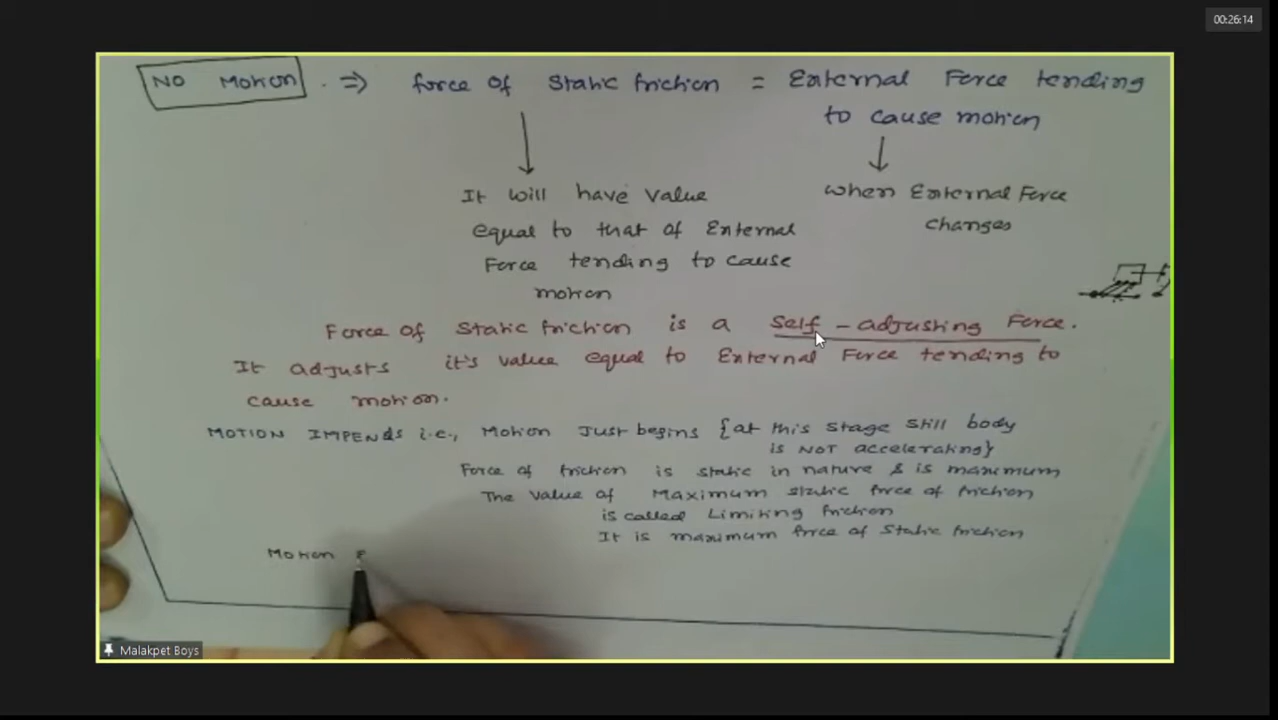 00:26:14
NO Motion . => force of Static friction = External Force tending
to cause motion
It will have value
equal to that of External
Force tending to cause
motion
when External Force
changes
Force of Static friction is a Self - adjusting Force.
It adjusts it's value equal to External Force tending to
cause motion.
MOTION IMPENds i.e., Motion Just begins {at this stage still body
is NOT accelerating}
Force of friction is static in nature & is maximum
The value of Maximum static force of friction
is called Limiting friction
It is maximum force of Static friction
Motion
Malakpet Boys